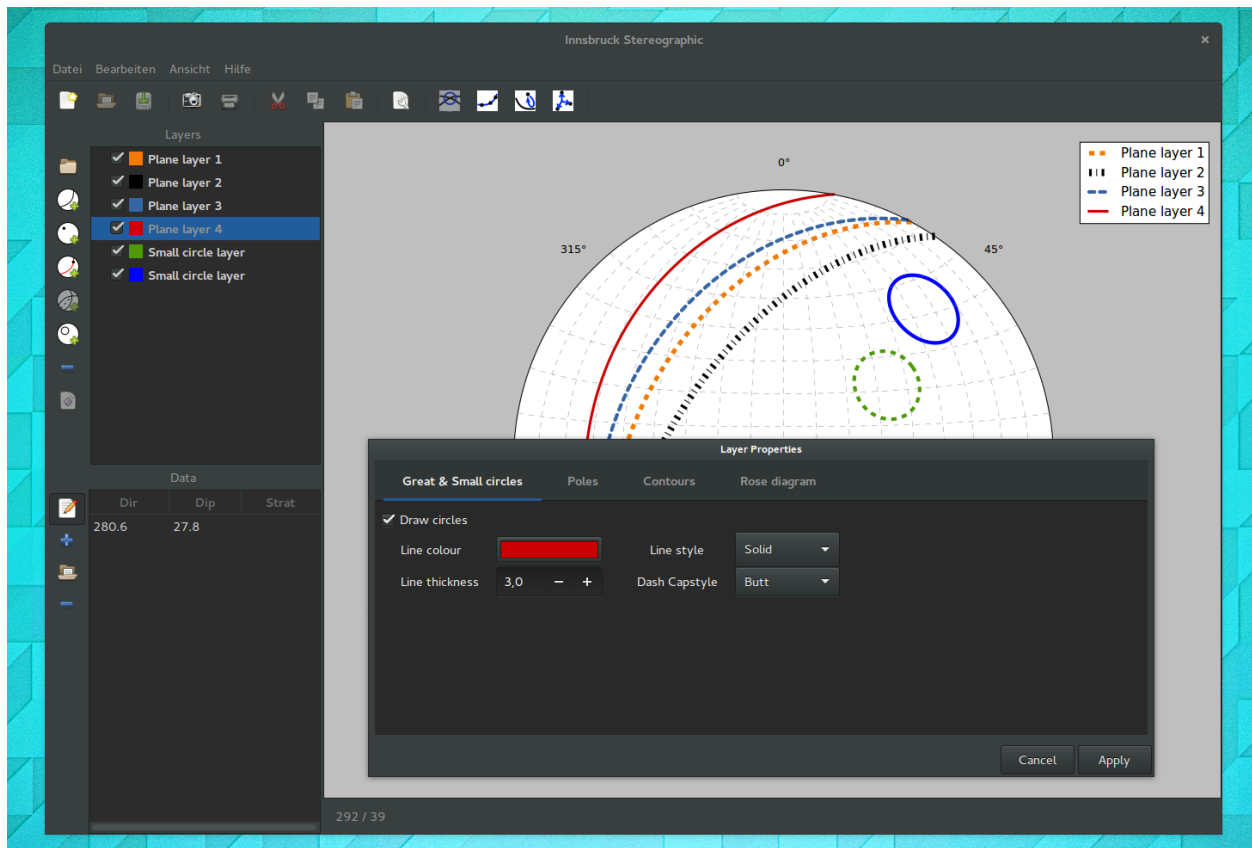 Innsbruck Stereographic
×
Datei Bearbeiten Ansicht Hilfe
Layers
Plane layer 1
Plane layer 2
Plane layer 3
Plane layer 4
Small circle layer
Small circle layer
0°
315°
45°
Plane layer 1
Plane layer 2
Plane layer 3
Plane layer 4
Data
Dir Dip Strat
280.6 27.8
Layer Properties
Great & Small circles Poles Contours Rose diagram
Draw circles
Line colour Line style Solid
Line thickness 3,0 − + Dash Capstyle Butt
Cancel Apply
292 / 39